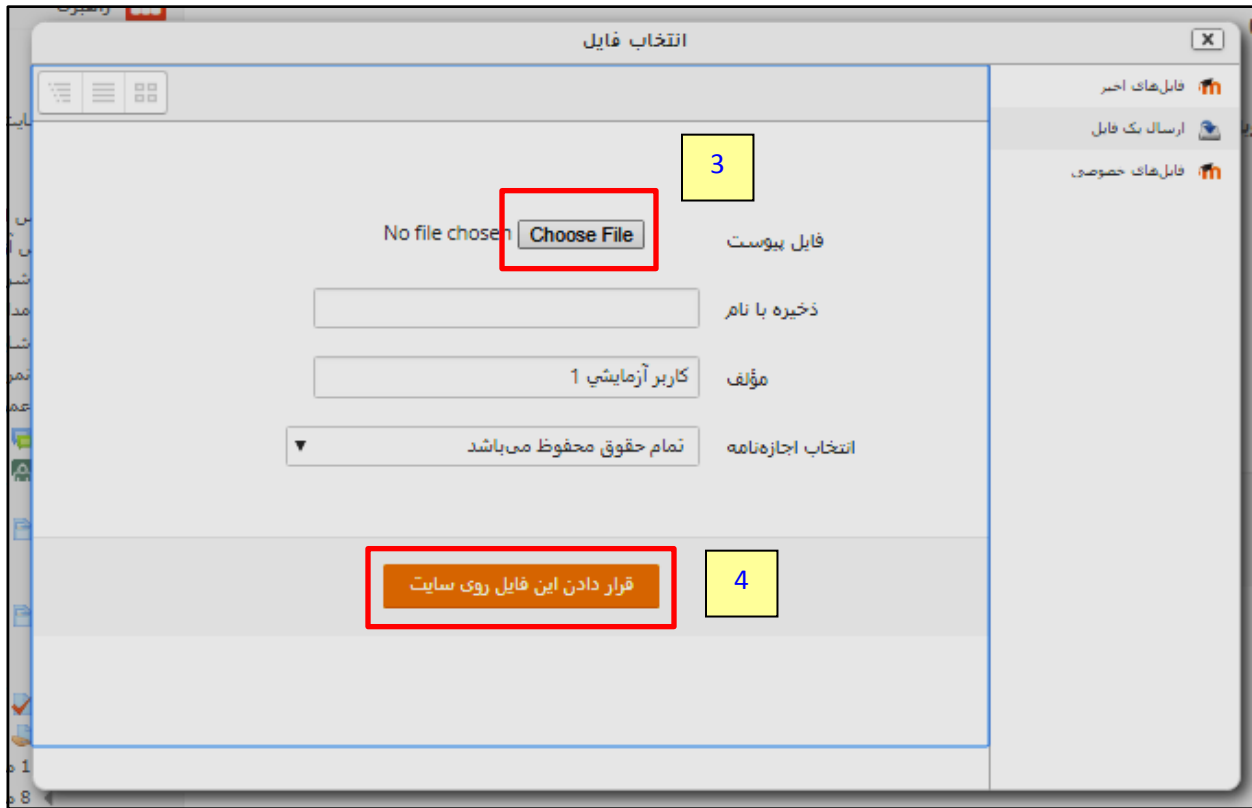 راهبرت
انتخاب فایل
x
فایل‌های اخیر
ارسال یک فایل
فایل‌های خصوصی
3
فایل پیوست
Choose File No file chosen
ذخیره با نام
مؤلف
کاربر آزمایشي 1
انتخاب اجازه‌نامه
تمام حقوق محفوظ می‌باشد
قرار دادن این فایل روی سایت
4